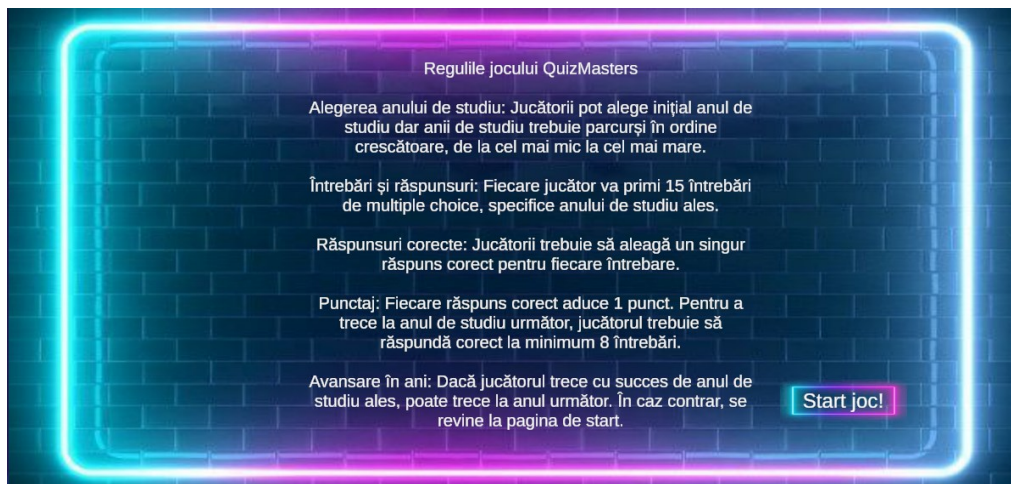 Regulile jocului QuizMasters
Alegerea anului de studiu: Jucătorii pot alege inițial anul de
studiu dar anii de studiu trebuie parcurși în ordine
crescătoare, de la cel mai mic la cel mai mare.
Întrebări și răspunsuri: Fiecare jucător va primi 15 întrebări
de multiple choice, specifice anului de studiu ales.
Răspunsuri corecte: Jucătorii trebuie să aleagă un singur
răspuns corect pentru fiecare întrebare.
Punctaj: Fiecare răspuns corect aduce 1 punct. Pentru a
trece la anul de studiu următor, jucătorul trebuie să
răspundă corect la minimum 8 întrebări.
Avansare în ani: Dacă jucătorul trece cu succes de anul de
studiu ales, poate trece la anul următor. În caz contrar, se
revine la pagina de start.
Start joc!